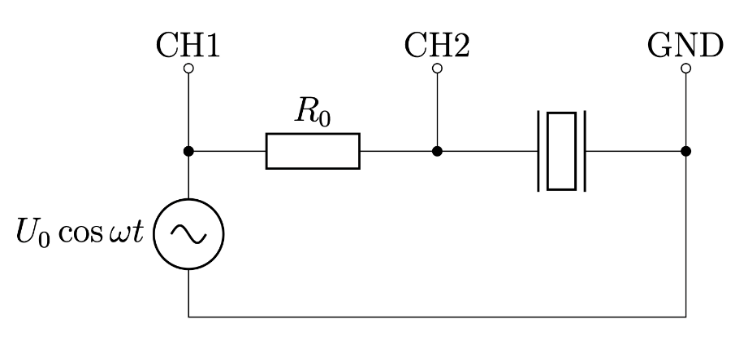 CH1 CH2 GND
R₀
U₀ cos ωt